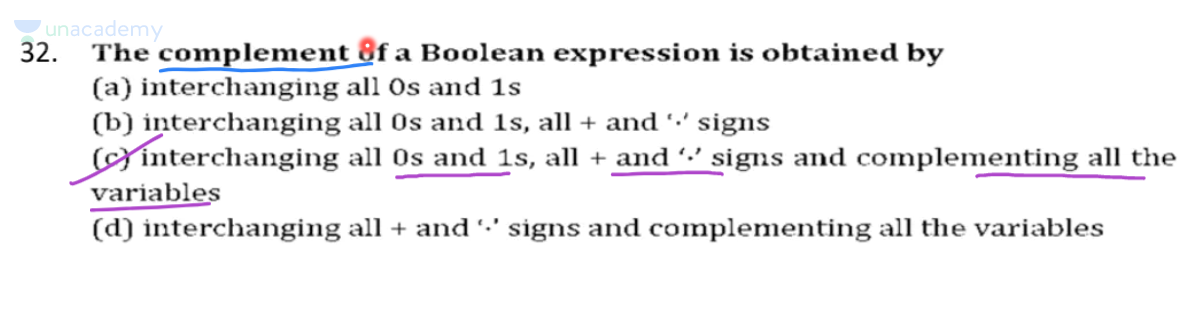 unacademy
32. The complement of a Boolean expression is obtained by
(a) interchanging all 0s and 1s
(b) interchanging all 0s and 1s, all + and ‘·’ signs
(c) interchanging all 0s and 1s, all + and ‘·’ signs and complementing all the
variables
(d) interchanging all + and ‘·’ signs and complementing all the variables